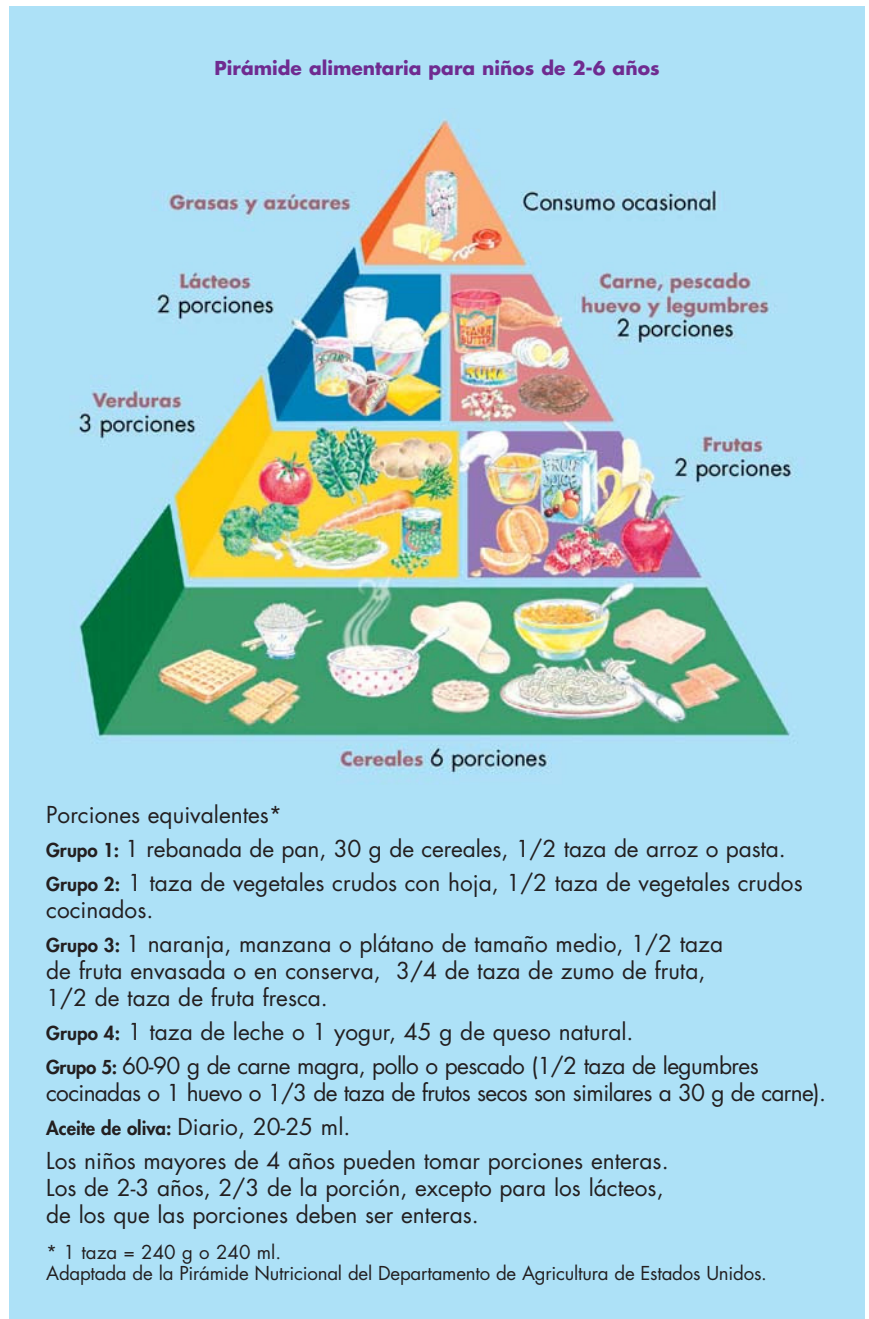 Pirámide alimentaria para niños de 2-6 años
Grasas y azúcares
Consumo ocasional
Lácteos
2 porciones
Carne, pescado
huevo y legumbres
2 porciones
Verduras
3 porciones
Frutas
2 porciones
FRUIT
JUICE
Cereales 6 porciones
Porciones equivalentes*
Grupo 1: 1 rebanada de pan, 30 g de cereales, 1/2 taza de arroz o pasta.
Grupo 2: 1 taza de vegetales crudos con hoja, 1/2 taza de vegetales crudos
cocinados.
Grupo 3: 1 naranja, manzana o plátano de tamaño medio, 1/2 taza
de fruta envasada o en conserva, 3/4 de taza de zumo de fruta,
1/2 de taza de fruta fresca.
Grupo 4: 1 taza de leche o 1 yogur, 45 g de queso natural.
Grupo 5: 60-90 g de carne magra, pollo o pescado (1/2 taza de legumbres
cocinadas o 1 huevo o 1/3 de taza de frutos secos son similares a 30 g de carne).
Aceite de oliva: Diario, 20-25 ml.
Los niños mayores de 4 años pueden tomar porciones enteras.
Los de 2-3 años, 2/3 de la porción, excepto para los lácteos,
de los que las porciones deben ser enteras.
* 1 taza = 240 g o 240 ml.
Adaptada de la Pirámide Nutricional del Departamento de Agricultura de Estados Unidos.